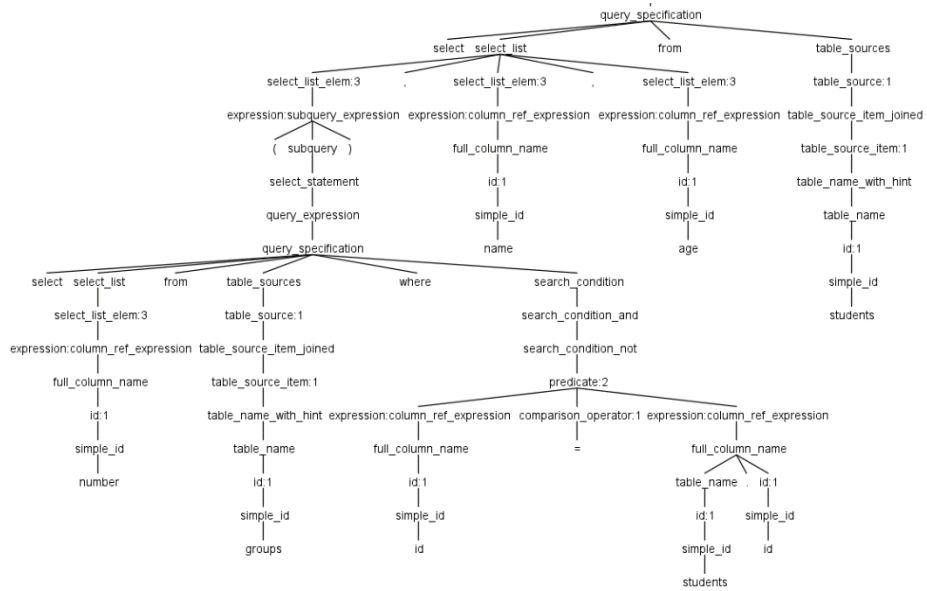 query_specification
select select_list from table_sources
select_list_elem:3 , select_list_elem:3 , select_list_elem:3 table_source:1
expression:subquery_expression expression:column_ref_expression expression:column_ref_expression table_source_item_joined
( subquery ) full_column_name full_column_name table_source_item:1
select_statement id:1 id:1 table_name_with_hint
query_expression simple_id simple_id table_name
query_specification name age id:1
select select_list from table_sources where search_condition simple_id
select_list_elem:3 table_source:1 search_condition_and students
expression:column_ref_expression table_source_item_joined search_condition_not
full_column_name table_source_item:1 predicate:2
id:1 table_name_with_hint expression:column_ref_expression comparison_operator:1 expression:column_ref_expression
simple_id table_name full_column_name = full_column_name
number id:1 id:1 table_name . id:1
simple_id simple_id id:1 simple_id
groups id simple_id id
students